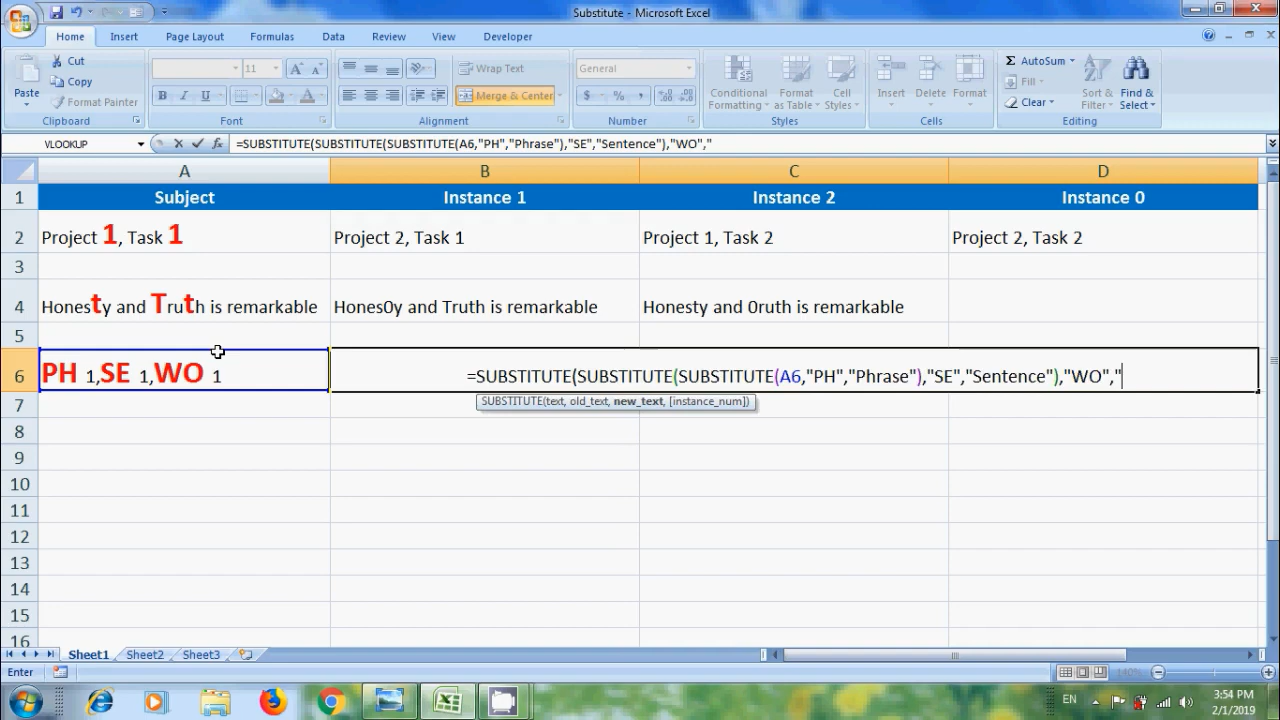 Substitute - Microsoft Excel
Home Insert Page Layout Formulas Data Review View Developer
Paste
Cut
Copy
Format Painter
Clipboard
11
A A
B I U
A
Font
Wrap Text
Merge & Center
Alignment
General
$ % ,
Number
Conditional Formatting
Format as Table
Cell Styles
Styles
Insert
Delete
Format
Cells
Σ AutoSum
Fill
Clear
Sort & Filter
Find & Select
Editing
VLOOKUP fx =SUBSTITUTE(SUBSTITUTE(SUBSTITUTE(A6,"PH","Phrase"),"SE","Sentence"),"WO","
A B C D
1 Subject Instance 1 Instance 2 Instance 0
2 Project 1, Task 1 Project 2, Task 1 Project 1, Task 2 Project 2, Task 2
3
4 Honesty and Truth is remarkable Hones0y and Truth is remarkable Honesty and 0ruth is remarkable
5
6 PH 1,SE 1,WO 1 =SUBSTITUTE(SUBSTITUTE(SUBSTITUTE(A6,"PH","Phrase"),"SE","Sentence"),"WO","
SUBSTITUTE(text, old_text, new_text, [instance_num])
7
8
9
10
11
12
13
14
15
16
Sheet1 Sheet2 Sheet3
Enter 140%
EN 3:54 PM
2/1/2019